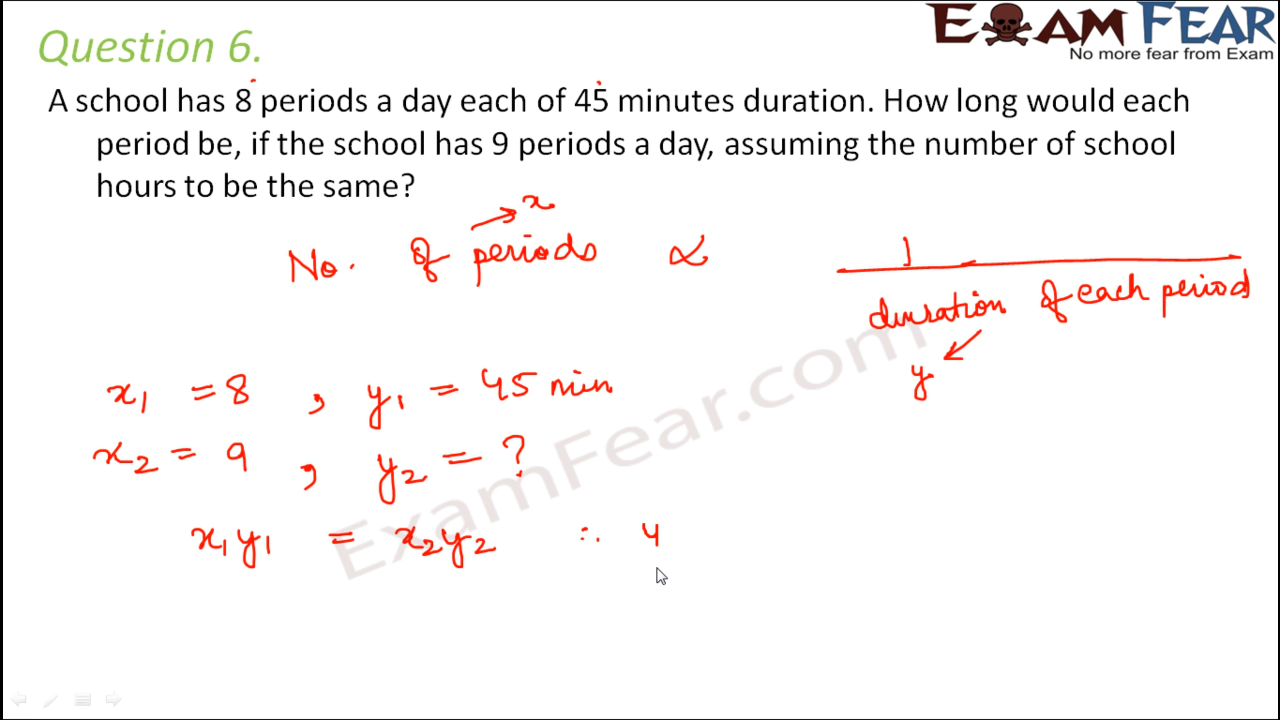 EXAM FEAR
No more fear from Exam
Question 6.
A school has 8 periods a day each of 45 minutes duration. How long would each
period be, if the school has 9 periods a day, assuming the number of school
hours to be the same?
x
No. of periods ∝ 1
duration of each period
y
x₁ = 8 , y₁ = 45 min
x₂ = 9 , y₂ = ?
x₁y₁ = x₂y₂ ∴ 4
ExamFear.com